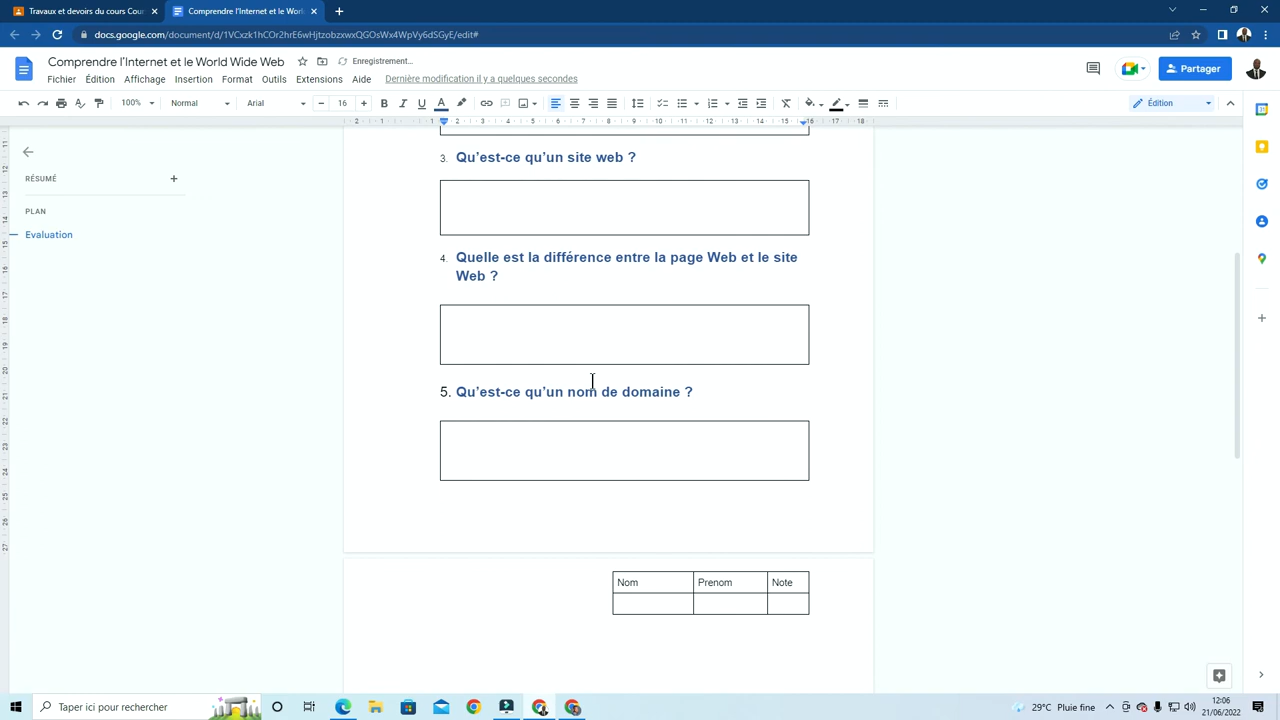 Travaux et devoirs du cours Cour
Comprendre l'Internet et le World
docs.google.com/document/d/1VCxzk1hCOr2hrE6wHjtzobzxwxQGOsWx4WpVy6dSGyE/edit#
Comprendre l'Internet et le World Wide Web
Enregistrement…
Fichier Édition Affichage Insertion Format Outils Extensions Aide Dernière modification il y a quelques secondes
Partager
100% Normal Arial 16
Édition
RÉSUMÉ
PLAN
Evaluation
3. Qu'est-ce qu'un site web ?
4. Quelle est la différence entre la page Web et le site
Web ?
5. Qu'est-ce qu'un nom de domaine ?
Nom Prenom Note
Taper ici pour rechercher
29°C Pluie fine
12:06
21/06/2022